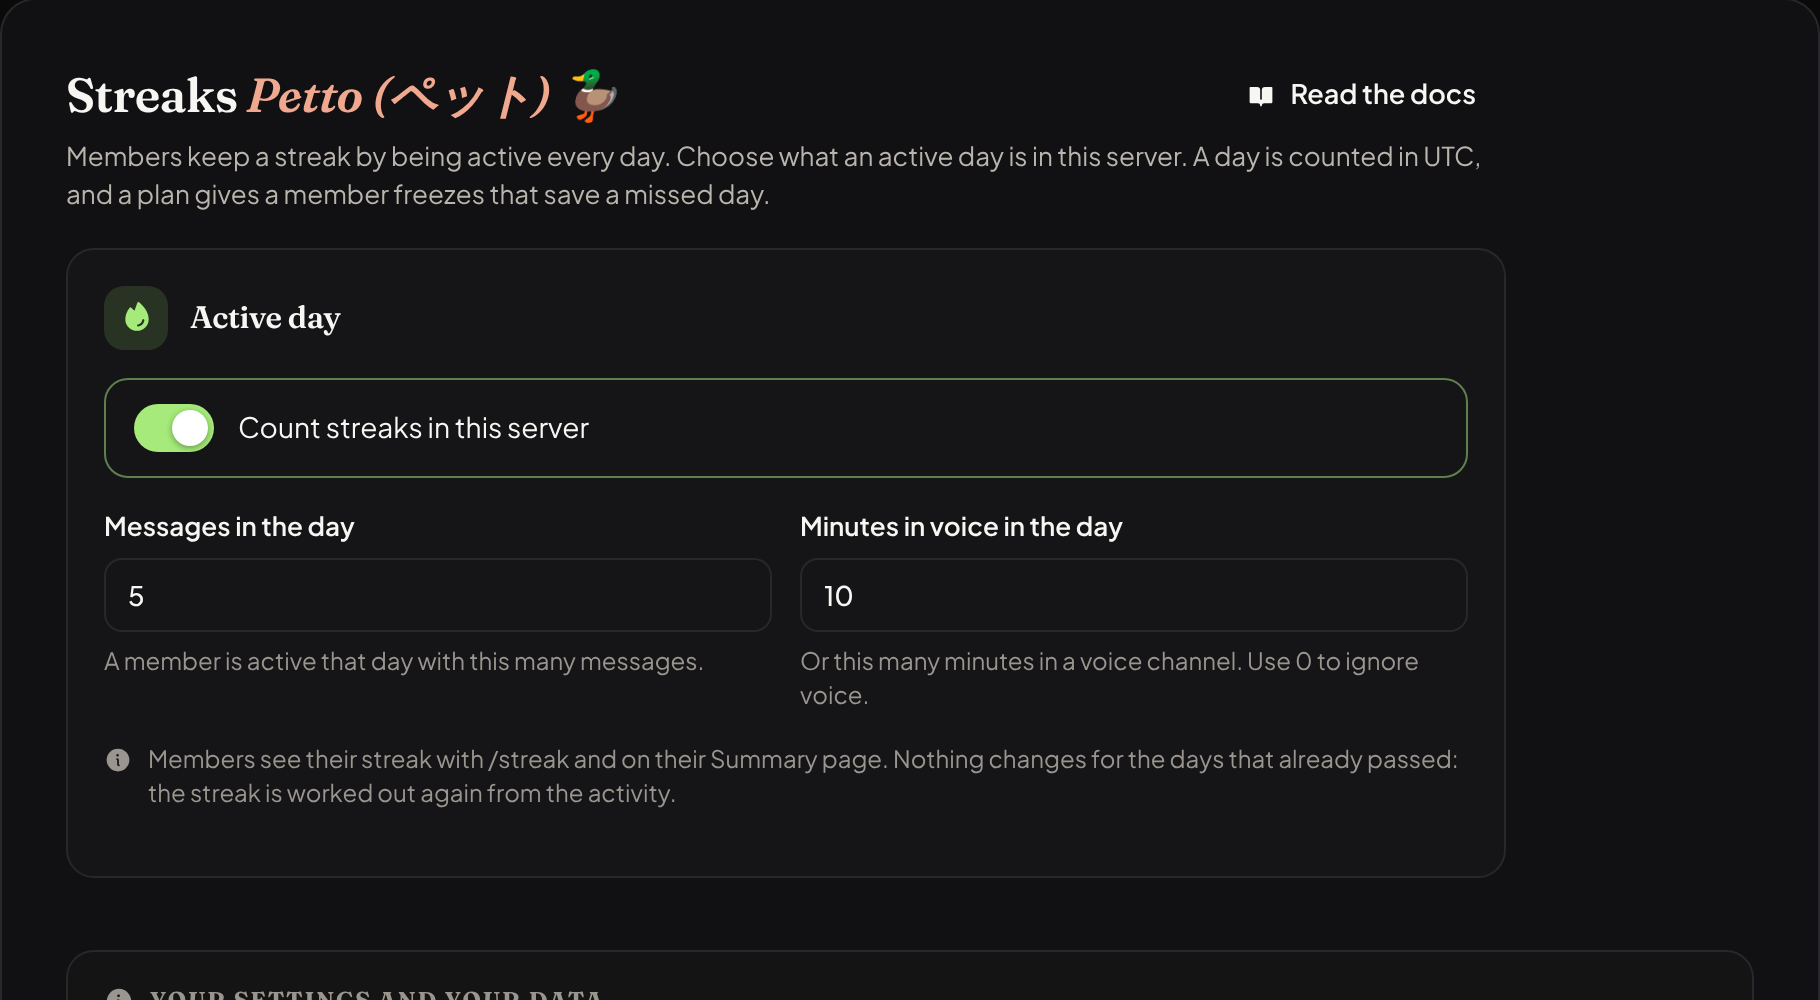 Streaks Petto (ペット) 🦆
Read the docs
Members keep a streak by being active every day. Choose what an active day is in this server. A day is counted in UTC,
and a plan gives a member freezes that save a missed day.
Active day
Count streaks in this server
Messages in the day
Minutes in voice in the day
5
10
A member is active that day with this many messages.
Or this many minutes in a voice channel. Use 0 to ignore
voice.
Members see their streak with /streak and on their Summary page. Nothing changes for the days that already passed:
the streak is worked out again from the activity.
YOUR SETTINGS AND YOUR DATA